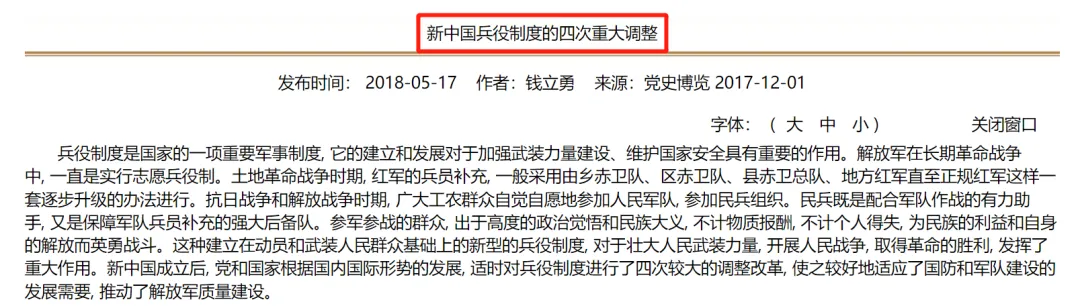 新中国兵役制度的四次重大调整
发布时间： 2018-05-17 作者：钱立勇 来源：党史博览 2017-12-01
字体： （ 大 中 小 ） 关闭窗口
兵役制度是国家的一项重要军事制度, 它的建立和发展对于加强武装力量建设、维护国家安全具有重要的作用。解放军在长期革命战争
中, 一直是实行志愿兵役制。土地革命战争时期, 红军的兵员补充, 一般采用由乡赤卫队、区赤卫队、县赤卫总队、地方红军直至正规红军这样一
套逐步升级的办法进行。抗日战争和解放战争时期, 广大工农群众自觉自愿地参加人民军队, 参加民兵组织。民兵既是配合军队作战的有力助
手, 又是保障军队兵员补充的强大后备队。参军参战的群众, 出于高度的政治觉悟和民族大义, 不计物质报酬, 不计个人得失, 为民族的利益和自身
的解放而英勇战斗。这种建立在动员和武装人民群众基础上的新型的兵役制度, 对于壮大人民武装力量, 开展人民战争, 取得革命的胜利, 发挥了
重大作用。新中国成立后, 党和国家根据国内国际形势的发展, 适时对兵役制度进行了四次较大的调整改革, 使之较好地适应了国防和军队建设的
发展需要, 推动了解放军质量建设。